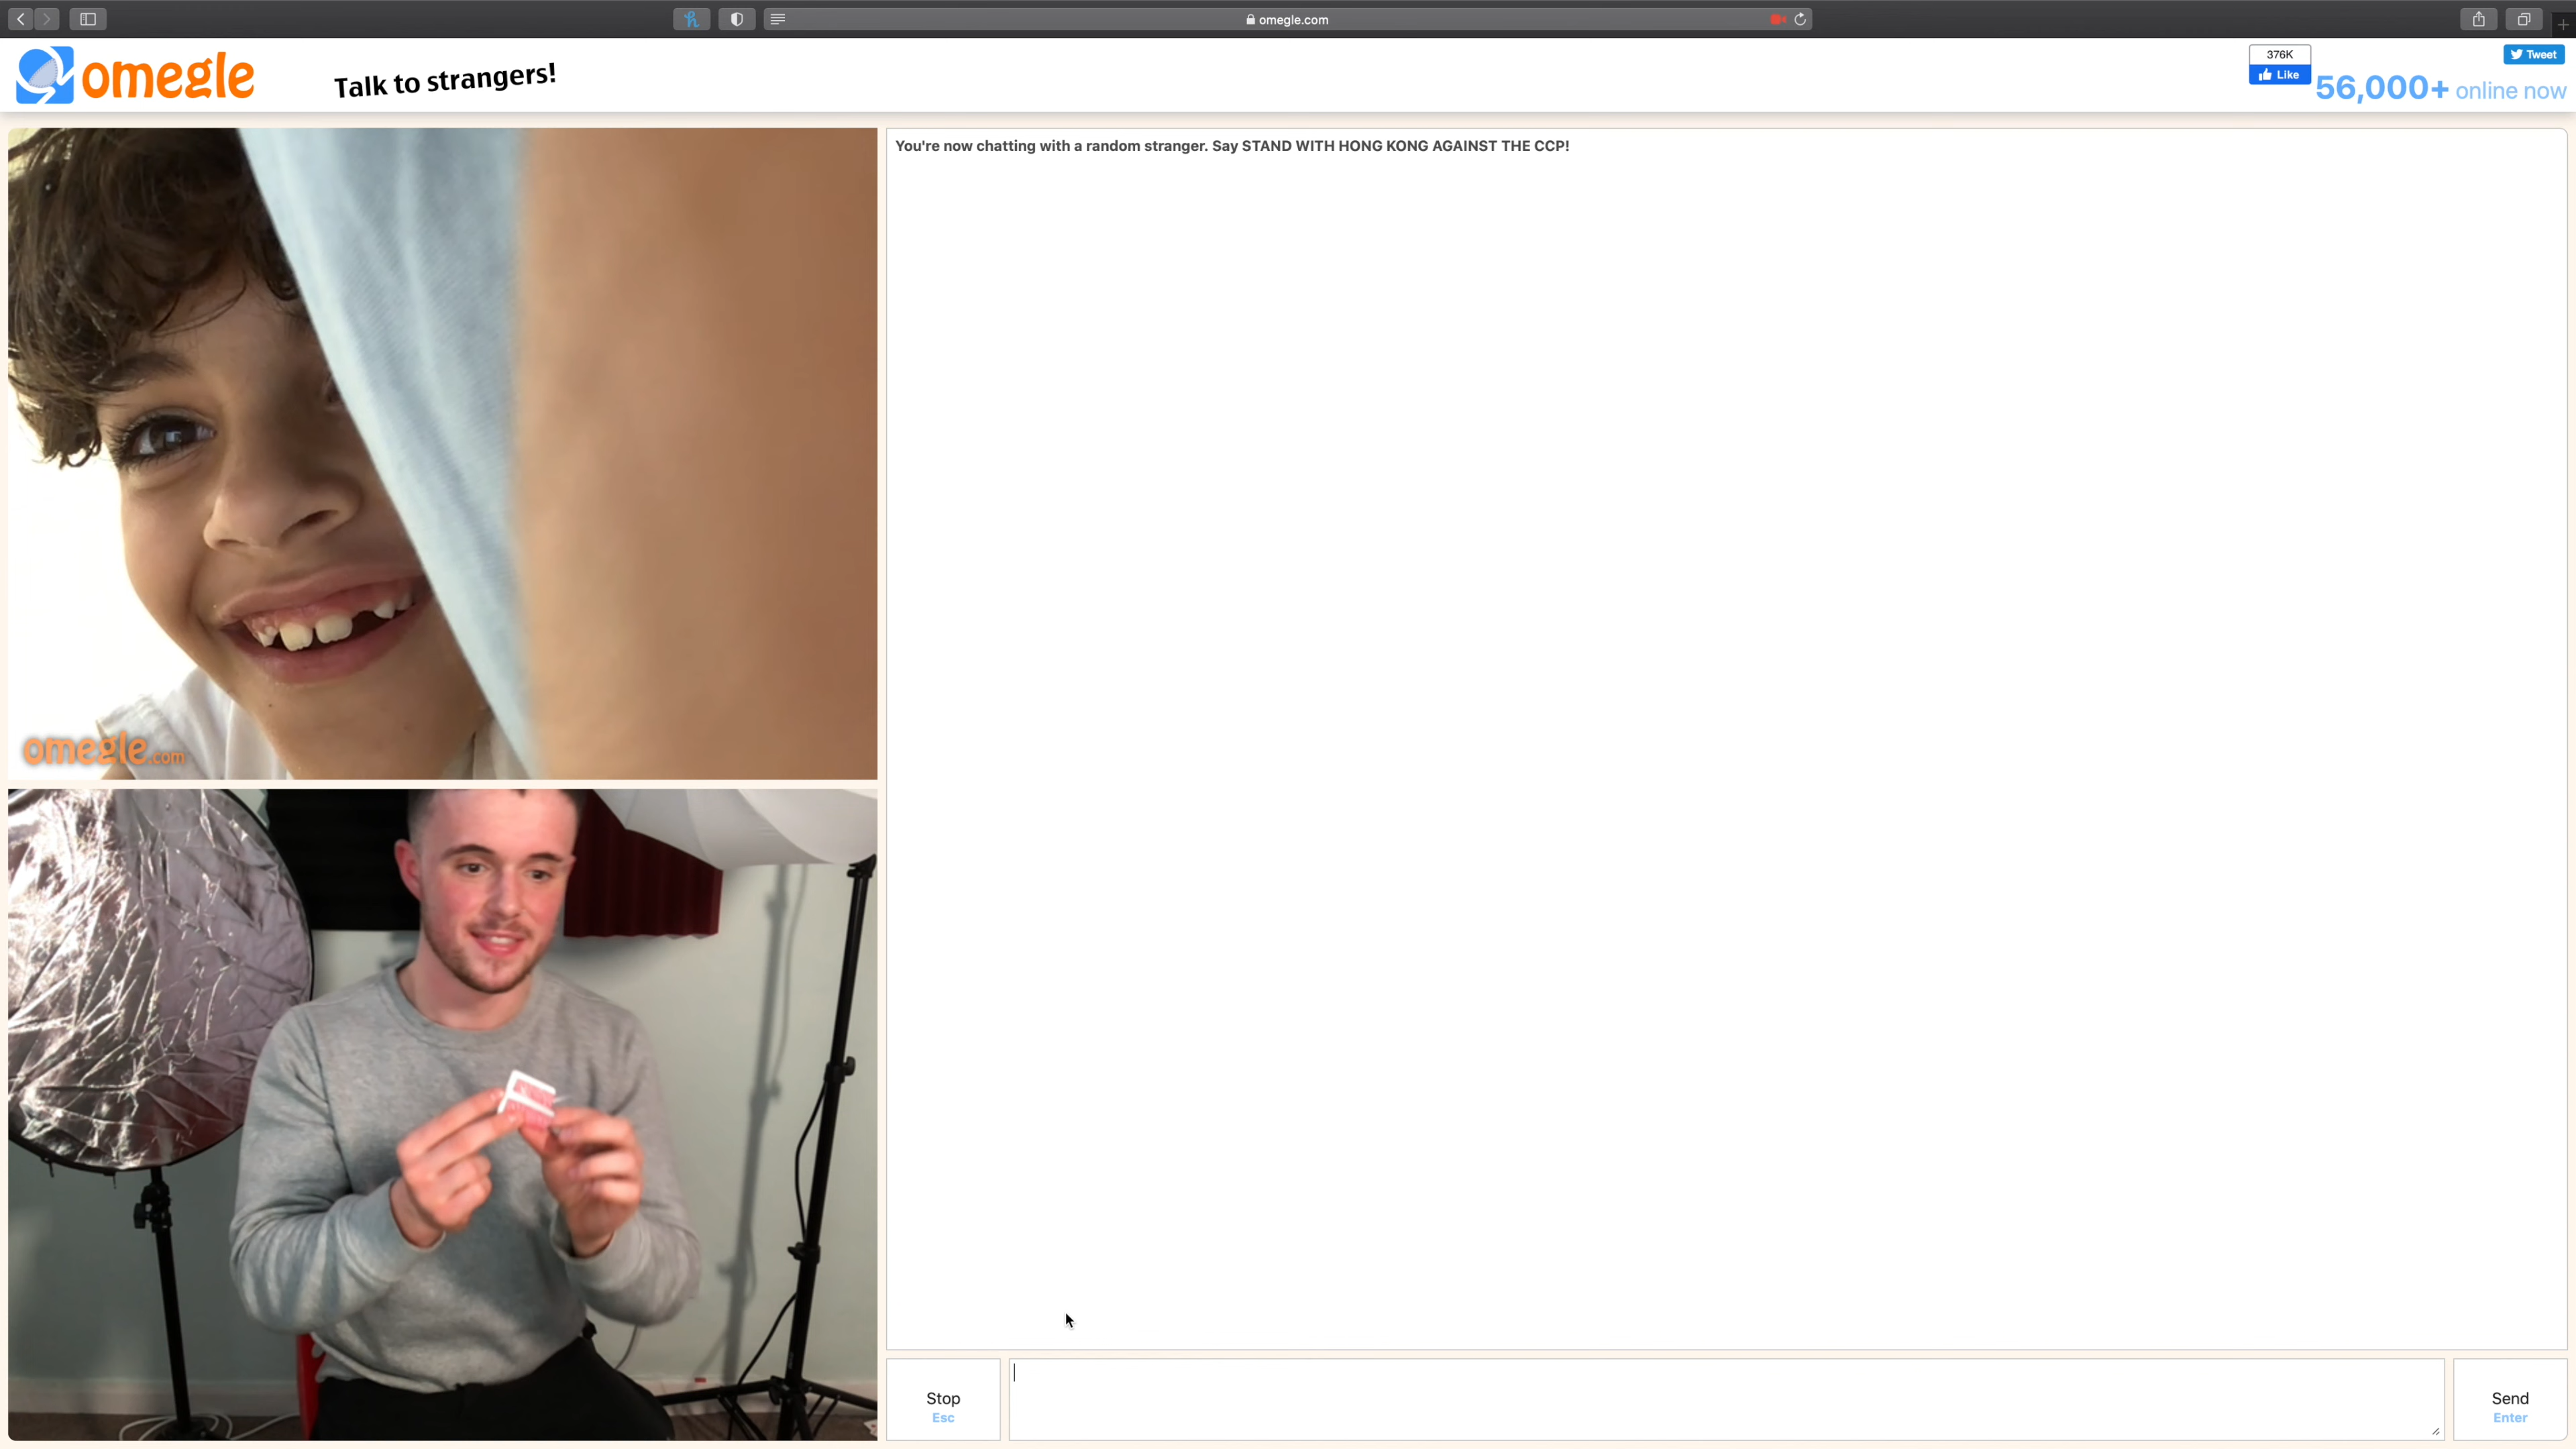 omegle.com
omegle
Talk to strangers!
376K
Like
Tweet
56,000+ online now
You're now chatting with a random stranger. Say STAND WITH HONG KONG AGAINST THE CCP!
omegle.com
Stop
Esc
Send
Enter